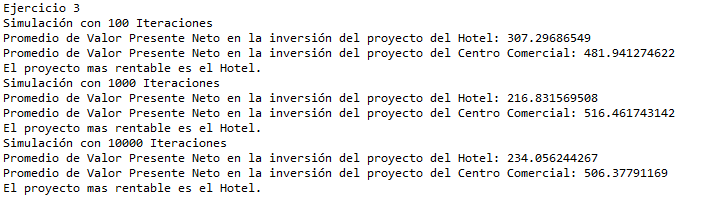 Ejercicio 3
Simulación con 100 Iteraciones
Promedio de Valor Presente Neto en la inversión del proyecto del Hotel: 307.29686549
Promedio de Valor Presente Neto en la inversión del proyecto del Centro Comercial: 481.941274622
El proyecto mas rentable es el Hotel.
Simulación con 1000 Iteraciones
Promedio de Valor Presente Neto en la inversión del proyecto del Hotel: 216.831569508
Promedio de Valor Presente Neto en la inversión del proyecto del Centro Comercial: 516.461743142
El proyecto mas rentable es el Hotel.
Simulación con 10000 Iteraciones
Promedio de Valor Presente Neto en la inversión del proyecto del Hotel: 234.056244267
Promedio de Valor Presente Neto en la inversión del proyecto del Centro Comercial: 506.37791169
El proyecto mas rentable es el Hotel.